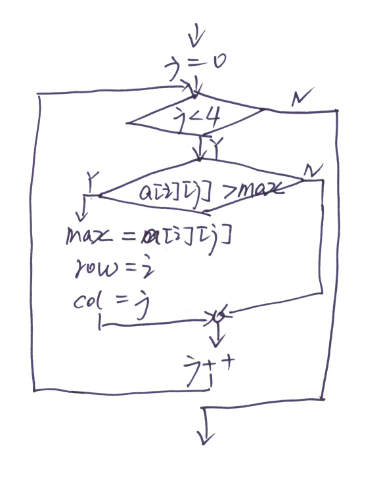 j=0
N
j<4
Y
Y
N
a[i][j]>max
max = a[i][j]
row=i
col=j
j++